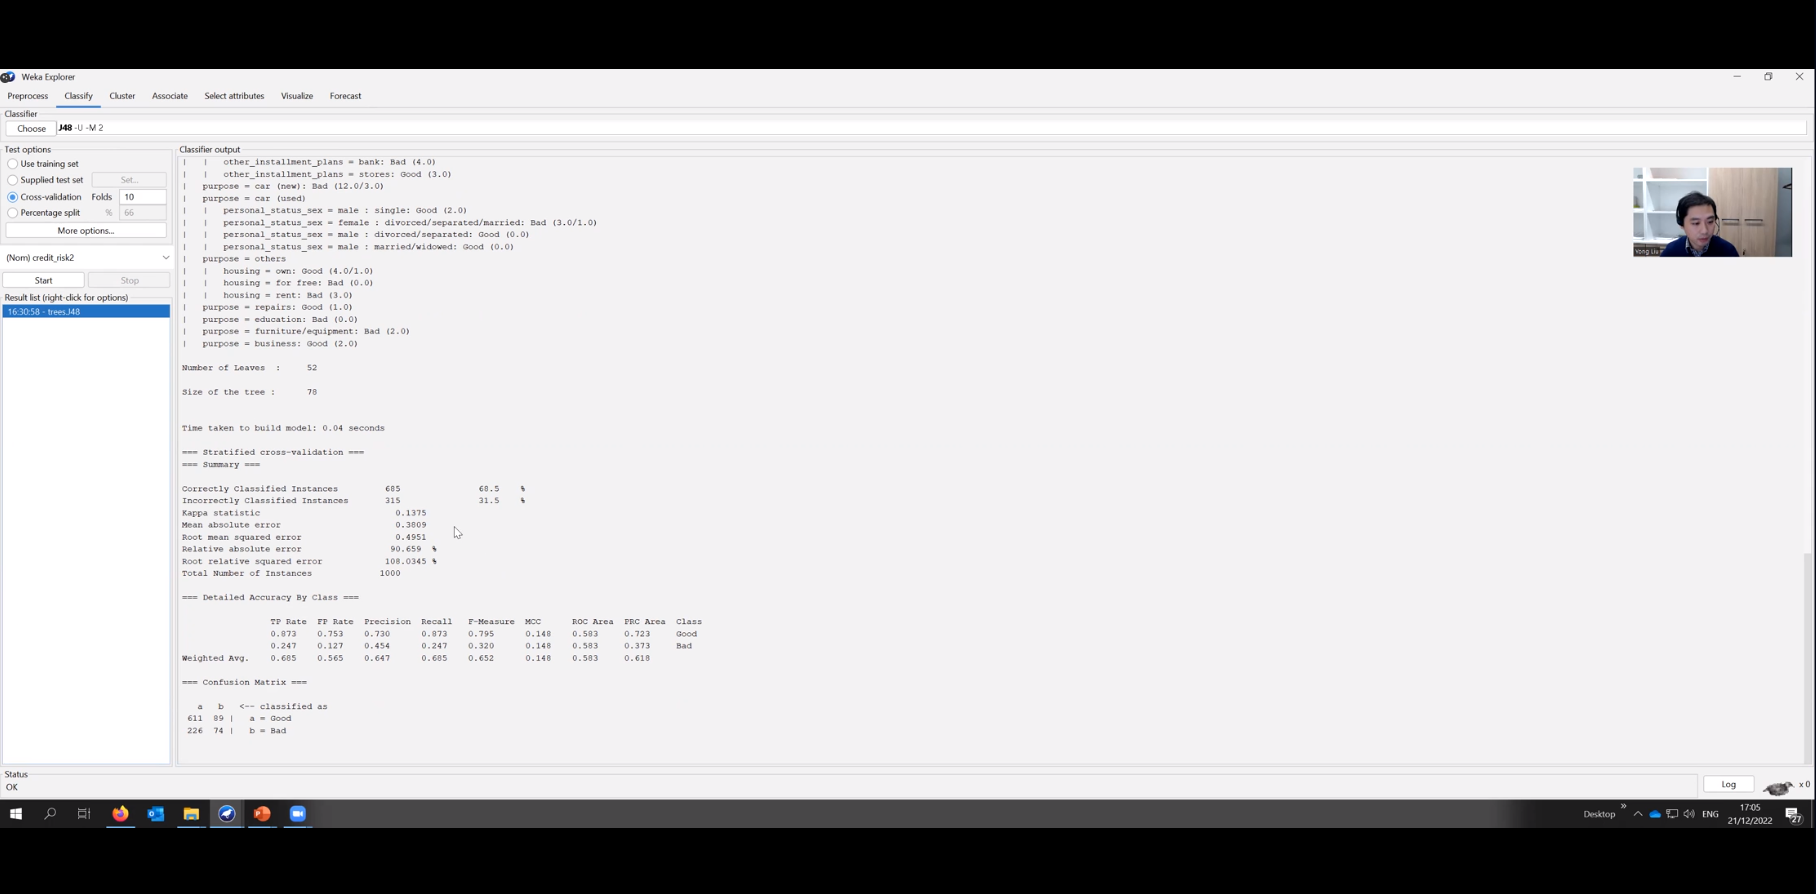 Weka Explorer
Preprocess Classify Cluster Associate Select attributes Visualize Forecast
Classifier
Choose J48 -U -M 2
Test options
Use training set
Supplied test set Set...
Cross-validation Folds 10
Percentage split % 66
More options...
(Nom) credit_risk2
Start Stop
Result list (right-click for options)
16:30:58 - trees.J48
Classifier output
| | other_installment_plans = bank: Bad (4.0)
| | other_installment_plans = stores: Good (3.0)
| purpose = car (new): Bad (12.0/3.0)
| purpose = car (used)
| | personal_status_sex = male : single: Good (2.0)
| | personal_status_sex = female : divorced/separated/married: Bad (3.0/1.0)
| | personal_status_sex = male : divorced/separated: Good (0.0)
| | personal_status_sex = male : married/widowed: Good (0.0)
| purpose = others
| | housing = own: Good (4.0/1.0)
| | housing = for free: Bad (0.0)
| | housing = rent: Bad (3.0)
| purpose = repairs: Good (1.0)
| purpose = education: Bad (0.0)
| purpose = furniture/equipment: Bad (2.0)
| purpose = business: Good (2.0)
Number of Leaves : 52
Size of the tree : 78
Time taken to build model: 0.04 seconds
=== Stratified cross-validation ===
=== Summary ===
Correctly Classified Instances 685 68.5 %
Incorrectly Classified Instances 315 31.5 %
Kappa statistic 0.1375
Mean absolute error 0.3809
Root mean squared error 0.4951
Relative absolute error 90.659 %
Root relative squared error 108.0345 %
Total Number of Instances 1000
=== Detailed Accuracy By Class ===
TP Rate FP Rate Precision Recall F-Measure MCC ROC Area PRC Area Class
0.873 0.753 0.730 0.873 0.795 0.148 0.583 0.723 Good
0.247 0.127 0.454 0.247 0.320 0.148 0.583 0.373 Bad
Weighted Avg. 0.685 0.565 0.647 0.685 0.652 0.148 0.583 0.618
=== Confusion Matrix ===
a b <-- classified as
611 89 | a = Good
226 74 | b = Bad
Yong Liu
Status
OK
Log x 0
Desktop ENG 17:05
21/12/2022
27